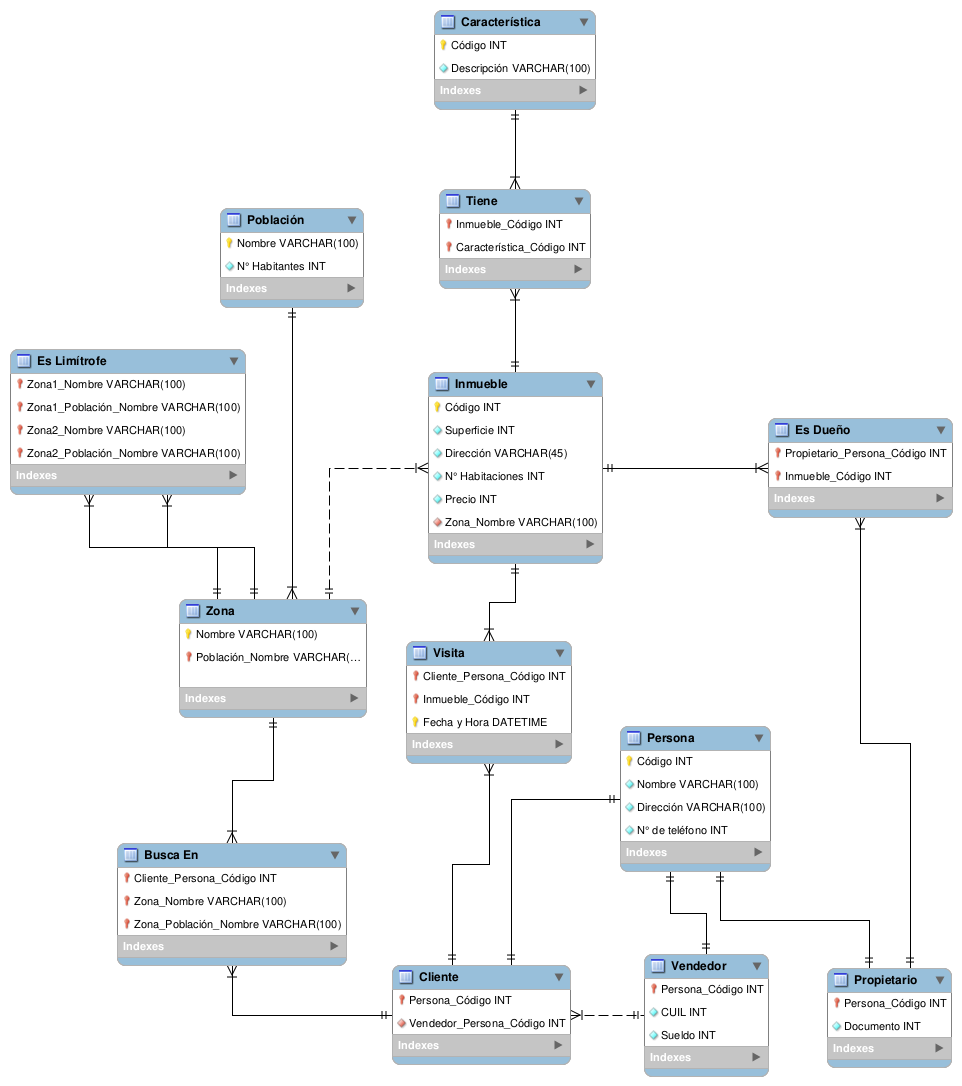 Característica
Código INT
Descripción VARCHAR(100)
Indexes
Tiene
Inmueble_Código INT
Característica_Código INT
Indexes
Población
Nombre VARCHAR(100)
N° Habitantes INT
Indexes
Es Limítrofe
Zona1_Nombre VARCHAR(100)
Zona1_Población_Nombre VARCHAR(100)
Zona2_Nombre VARCHAR(100)
Zona2_Población_Nombre VARCHAR(100)
Indexes
Inmueble
Código INT
Superficie INT
Dirección VARCHAR(45)
N° Habitaciones INT
Precio INT
Zona_Nombre VARCHAR(100)
Indexes
Es Dueño
Propietario_Persona_Código INT
Inmueble_Código INT
Indexes
Zona
Nombre VARCHAR(100)
Población_Nombre VARCHAR(...
Indexes
Visita
Cliente_Persona_Código INT
Inmueble_Código INT
Fecha y Hora DATETIME
Indexes
Persona
Código INT
Nombre VARCHAR(100)
Dirección VARCHAR(100)
N° de teléfono INT
Indexes
Busca En
Cliente_Persona_Código INT
Zona_Nombre VARCHAR(100)
Zona_Población_Nombre VARCHAR(100)
Indexes
Cliente
Persona_Código INT
Vendedor_Persona_Código INT
Indexes
Vendedor
Persona_Código INT
CUIL INT
Sueldo INT
Indexes
Propietario
Persona_Código INT
Documento INT
Indexes